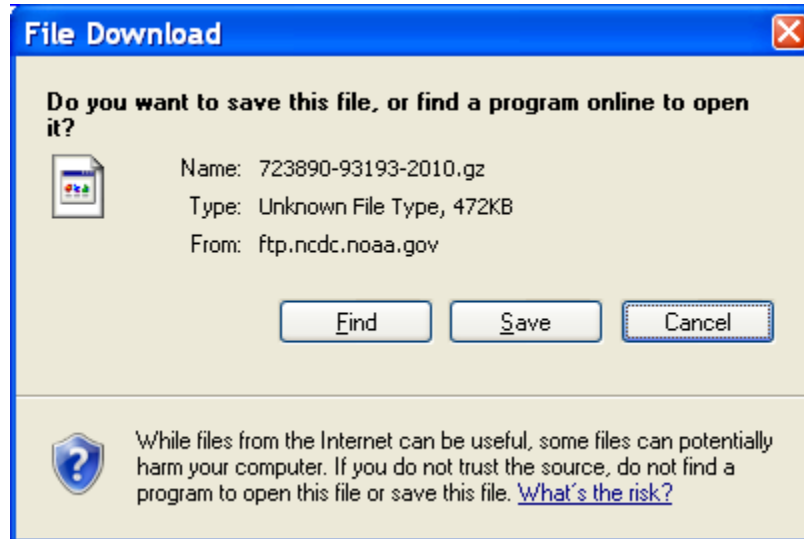 File Download
Do you want to save this file, or find a program online to open
it?
Name: 723890-93193-2010.gz
Type: Unknown File Type, 472KB
From: ftp.ncdc.noaa.gov
Find Save Cancel
While files from the Internet can be useful, some files can potentially
harm your computer. If you do not trust the source, do not find a
program to open this file or save this file. What's the risk?